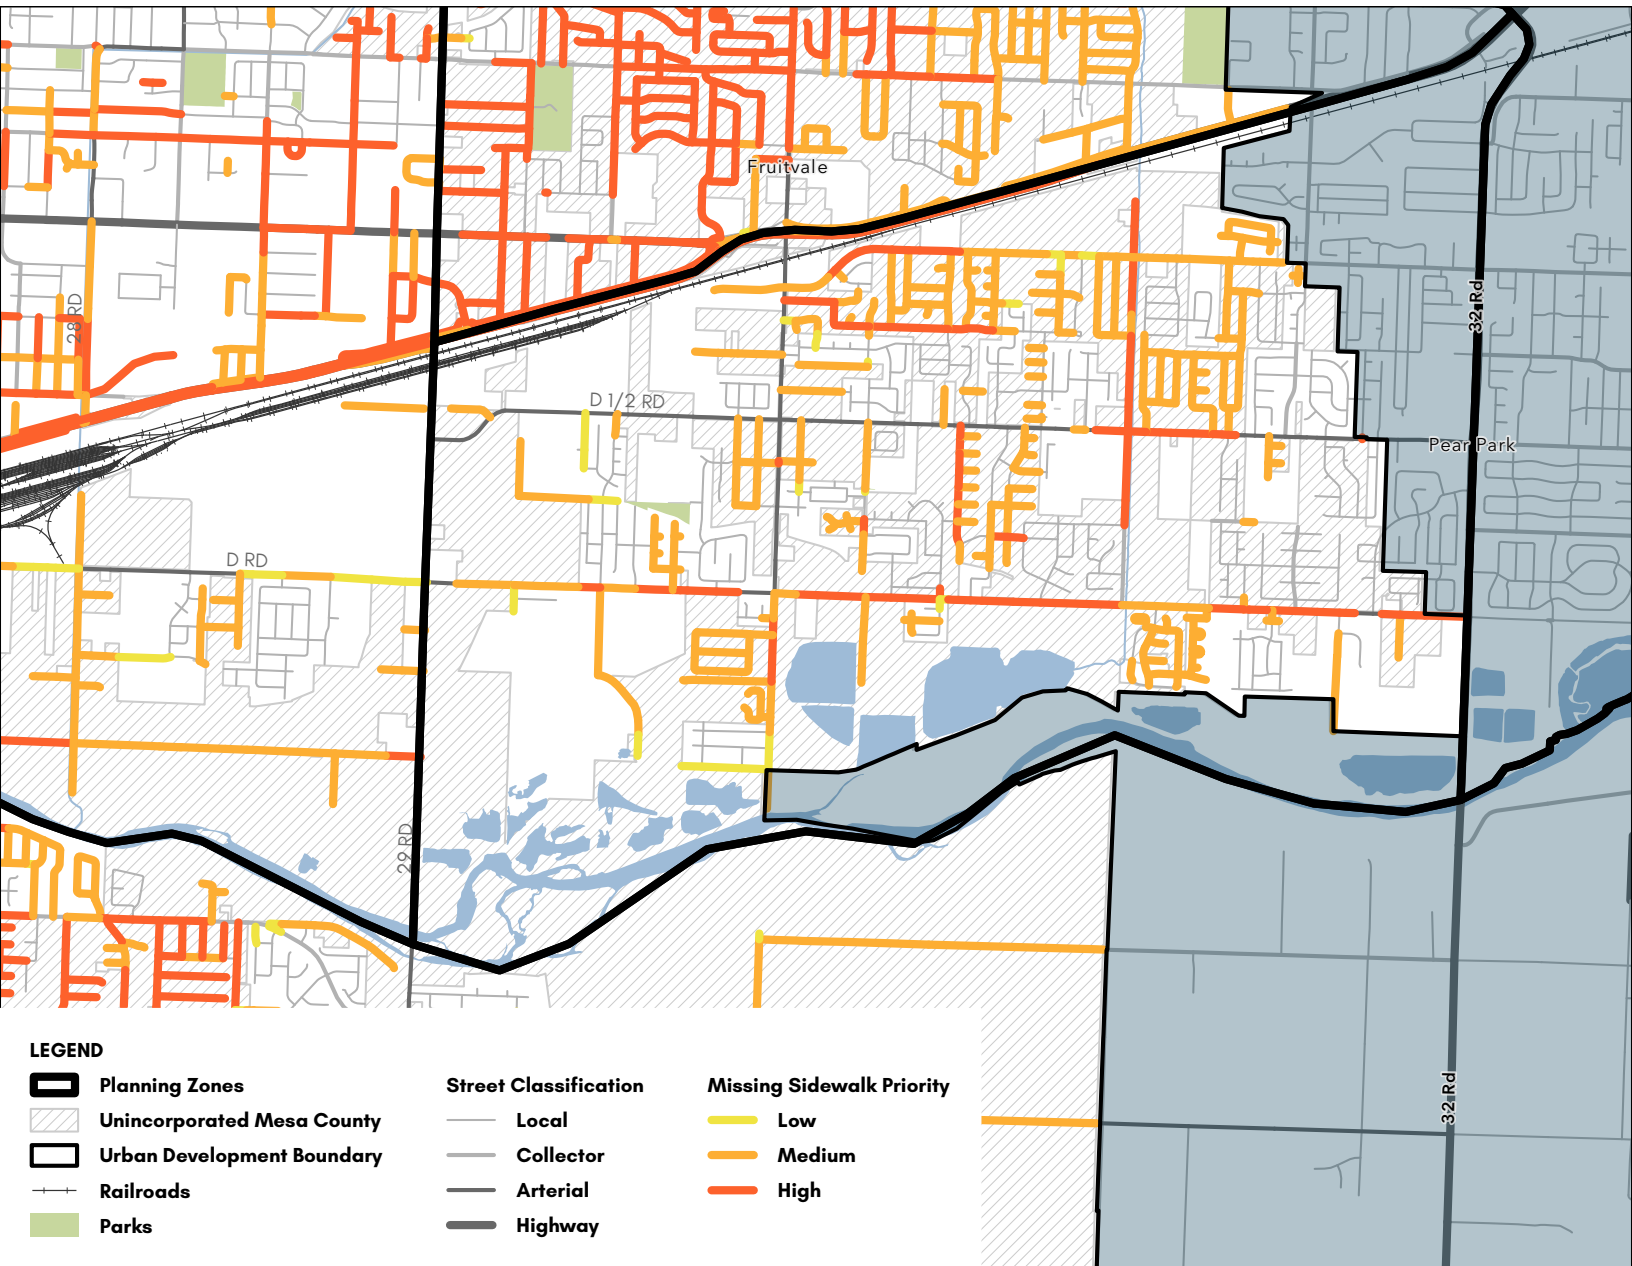 Fruitvale
28 RD
32 Rd
D 1/2 RD
Pear Park
D RD
29 RD
32 Rd
LEGEND
Planning Zones
Unincorporated Mesa County
Urban Development Boundary
Railroads
Parks
Street Classification
Local
Collector
Arterial
Highway
Missing Sidewalk Priority
Low
Medium
High